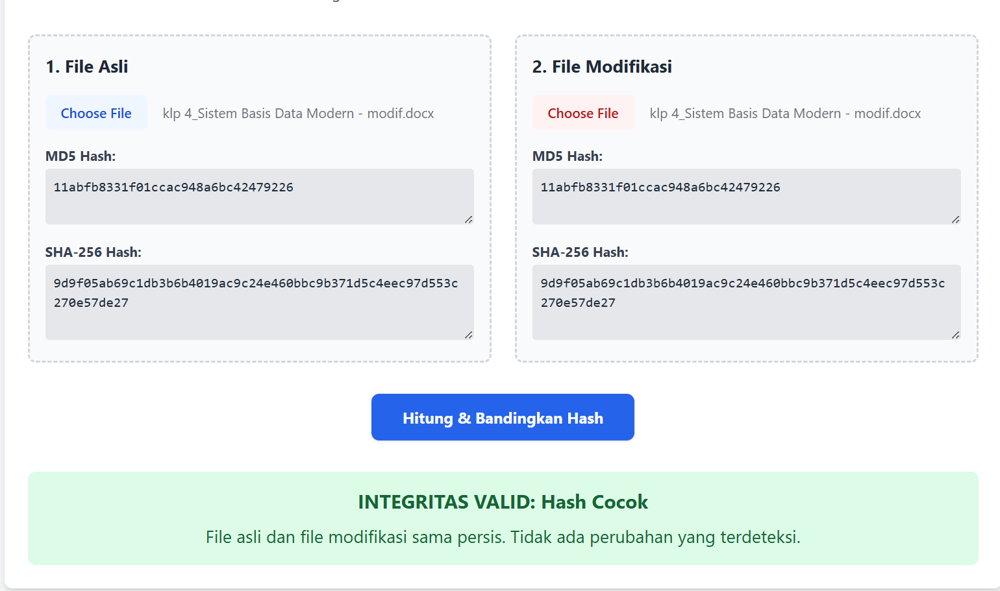 1. File Asli
Choose File klp 4_Sistem Basis Data Modern - modif.docx
MD5 Hash:
11abfb8331f01ccac948a6bc42479226
SHA-256 Hash:
9d9f05ab69c1db3b6b4019ac9c24e460bbc9b371d5c4eec97d553c
270e57de27
2. File Modifikasi
Choose File klp 4_Sistem Basis Data Modern - modif.docx
MD5 Hash:
11abfb8331f01ccac948a6bc42479226
SHA-256 Hash:
9d9f05ab69c1db3b6b4019ac9c24e460bbc9b371d5c4eec97d553c
270e57de27
Hitung & Bandingkan Hash
INTEGRITAS VALID: Hash Cocok
File asli dan file modifikasi sama persis. Tidak ada perubahan yang terdeteksi.